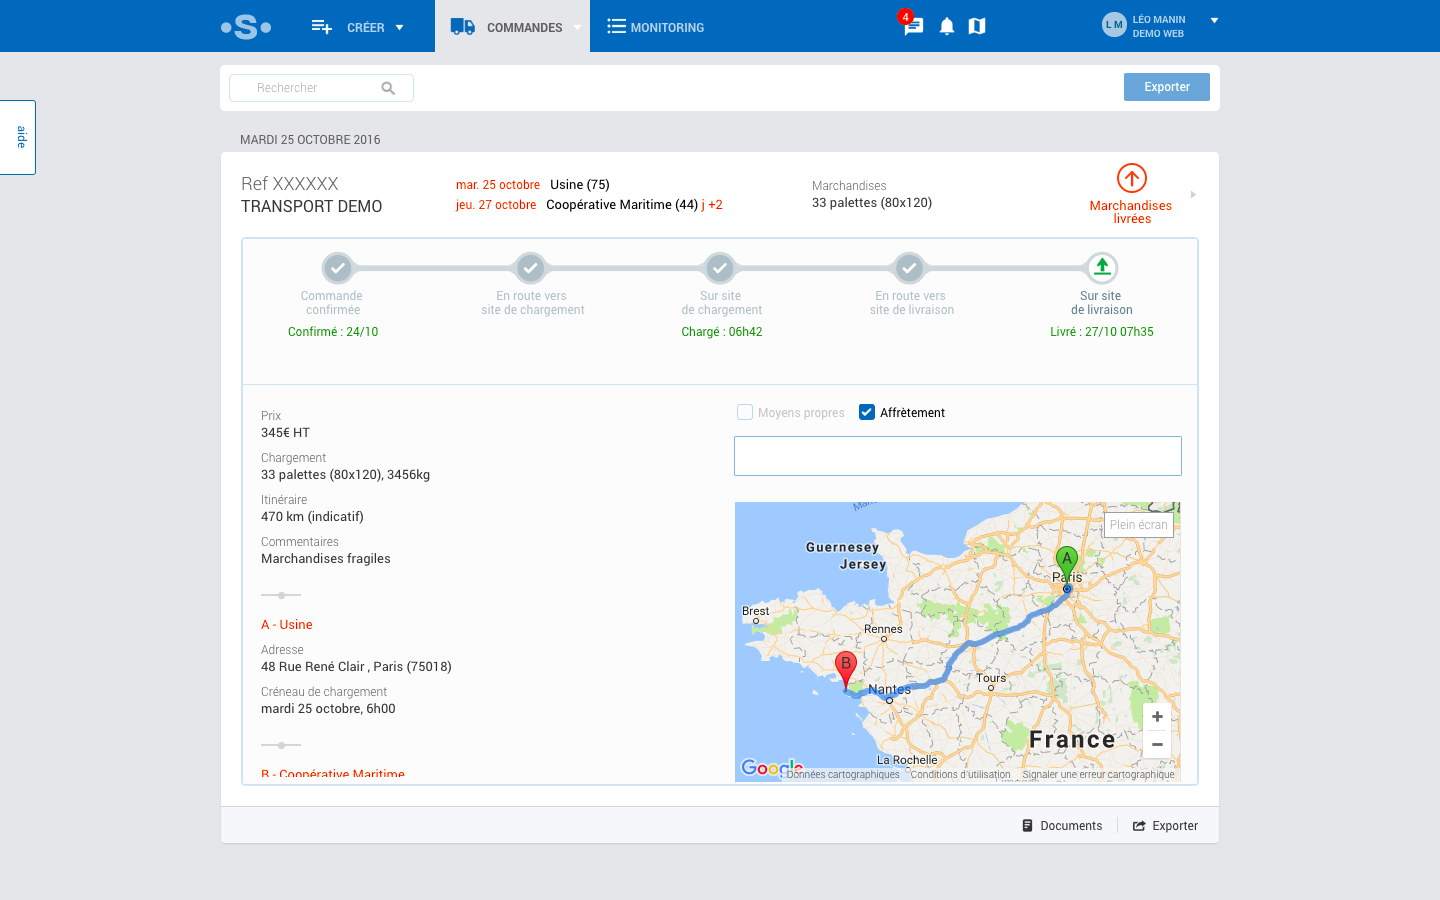 S
CRÉER
COMMANDES
MONITORING
4
L M
LÉO MANIN
DEMO WEB
Rechercher
Exporter
aide
MARDI 25 OCTOBRE 2016
Ref XXXXXX
TRANSPORT DEMO
mar. 25 octobre Usine (75)
jeu. 27 octobre Coopérative Maritime (44) j +2
Marchandises
33 palettes (80x120)
Marchandises
livrées
Commande
confirmée
Confirmé : 24/10
En route vers
site de chargement
Sur site
de chargement
Chargé : 06h42
En route vers
site de livraison
Sur site
de livraison
Livré : 27/10 07h35
Prix
345€ HT
Chargement
33 palettes (80x120), 3456kg
Itinéraire
470 km (indicatif)
Commentaires
Marchandises fragiles
A - Usine
Adresse
48 Rue René Clair , Paris (75018)
Créneau de chargement
mardi 25 octobre, 6h00
B - Coopérative Maritime
Moyens propres
Affrètement
Plein écran
Guernesey
Jersey
A
Paris
Brest
Rennes
B
Nantes
Tours
+
France
−
La Rochelle
Google
Données cartographiques Conditions d'utilisation Signaler une erreur cartographique
Documents
Exporter